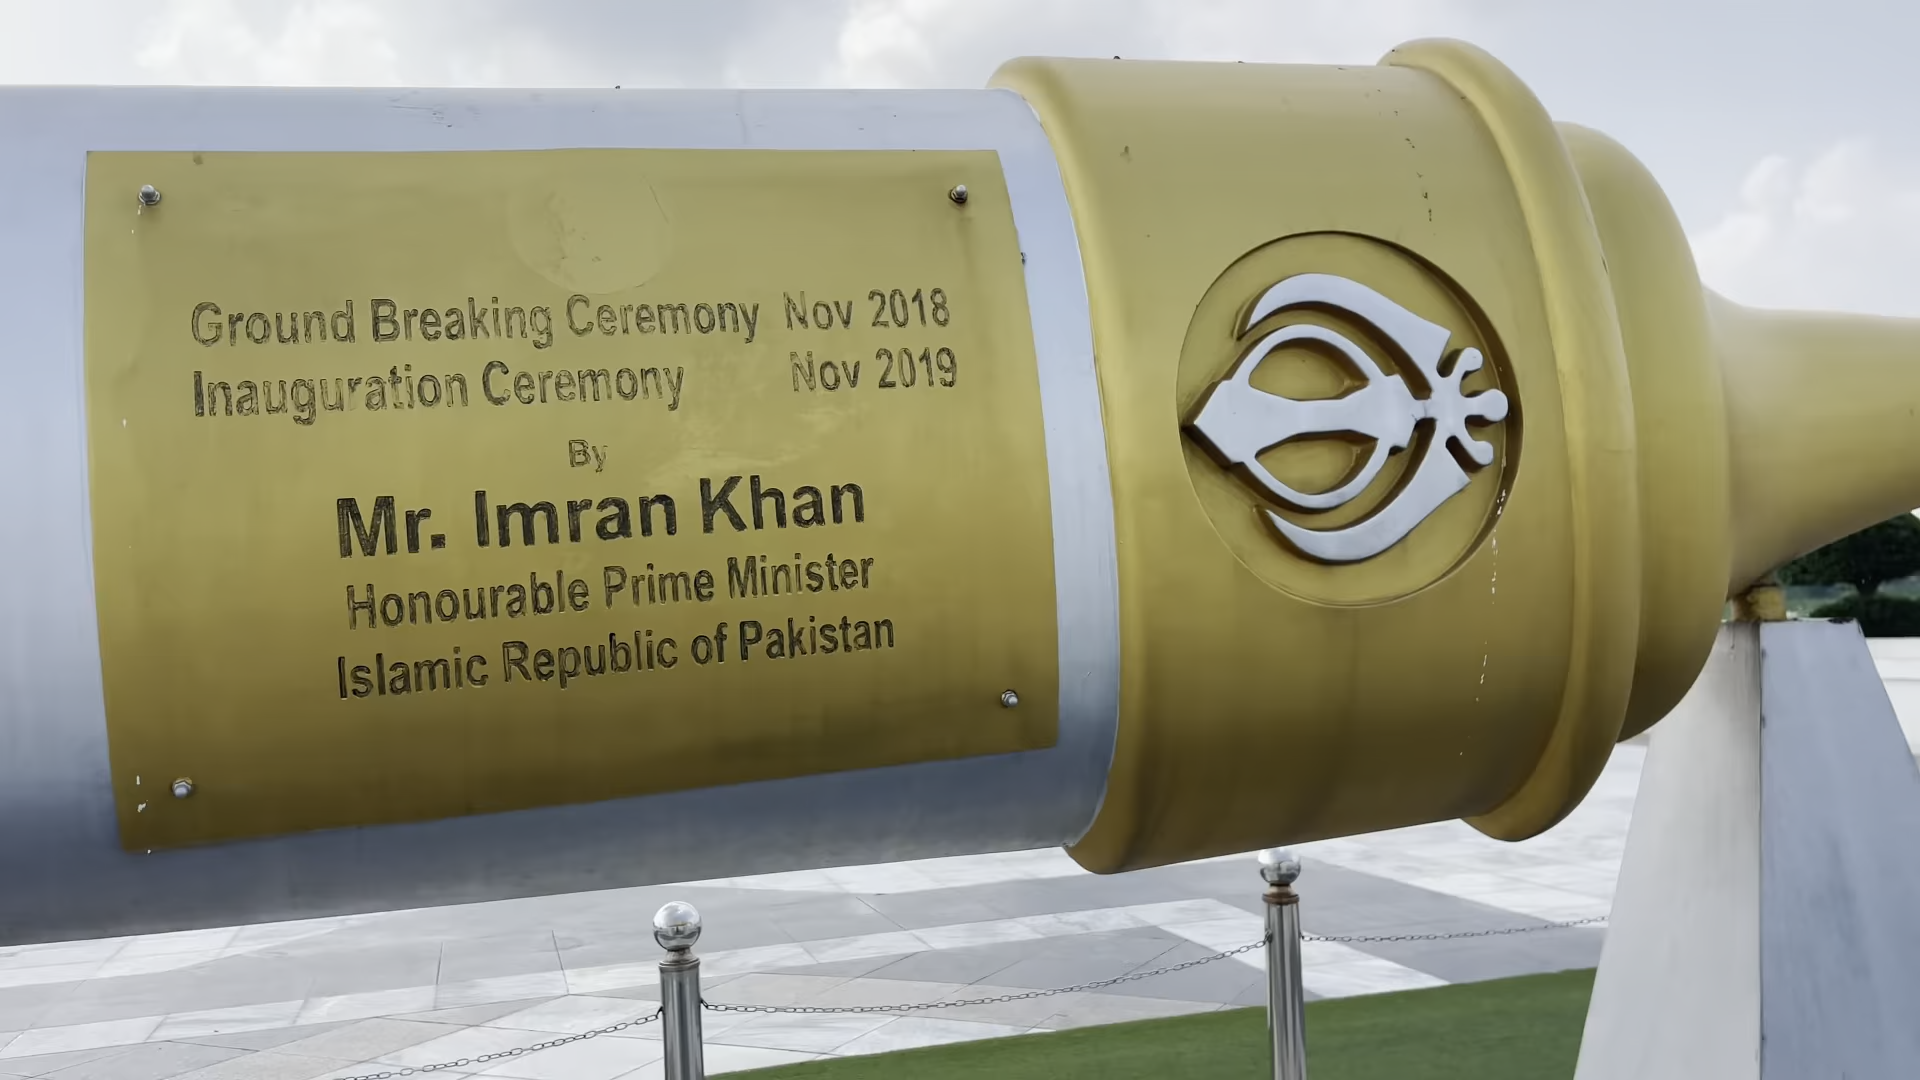 Ground Breaking Ceremony Nov 2018
Inauguration Ceremony Nov 2019
By
Mr. Imran Khan
Honourable Prime Minister
Islamic Republic of Pakistan